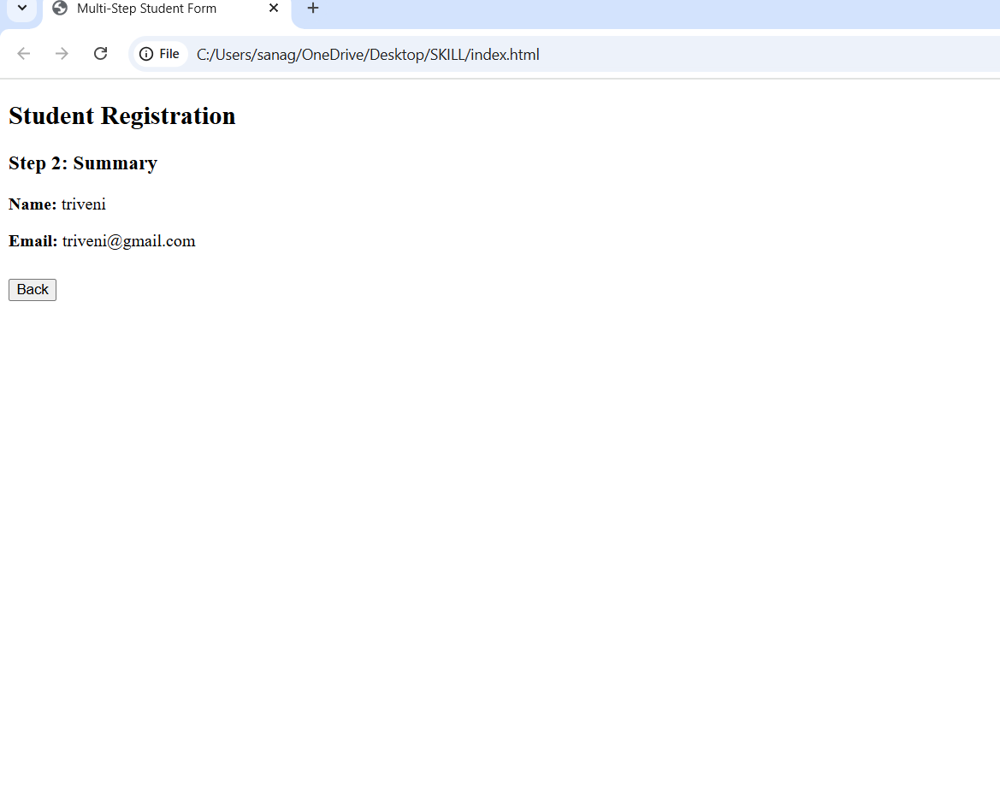 Multi-Step Student Form
File C:/Users/sanag/OneDrive/Desktop/SKILL/index.html
Student Registration
Step 2: Summary
Name: triveni
Email: triveni@gmail.com
Back